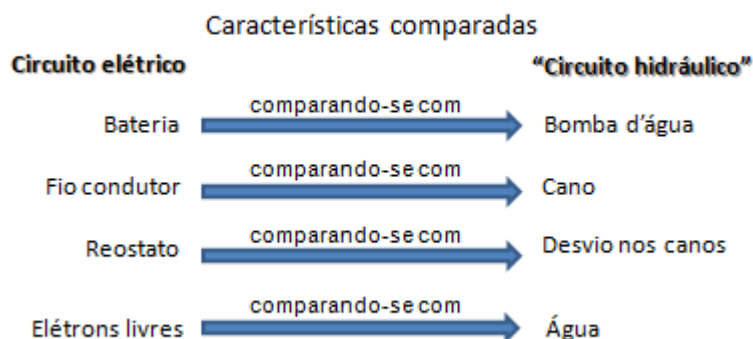 Características comparadas
Circuito elétrico “Circuito hidráulico”
Bateria comparando-se com Bomba d’água
Fio condutor comparando-se com Cano
Reostato comparando-se com Desvio nos canos
Elétrons livres comparando-se com Água